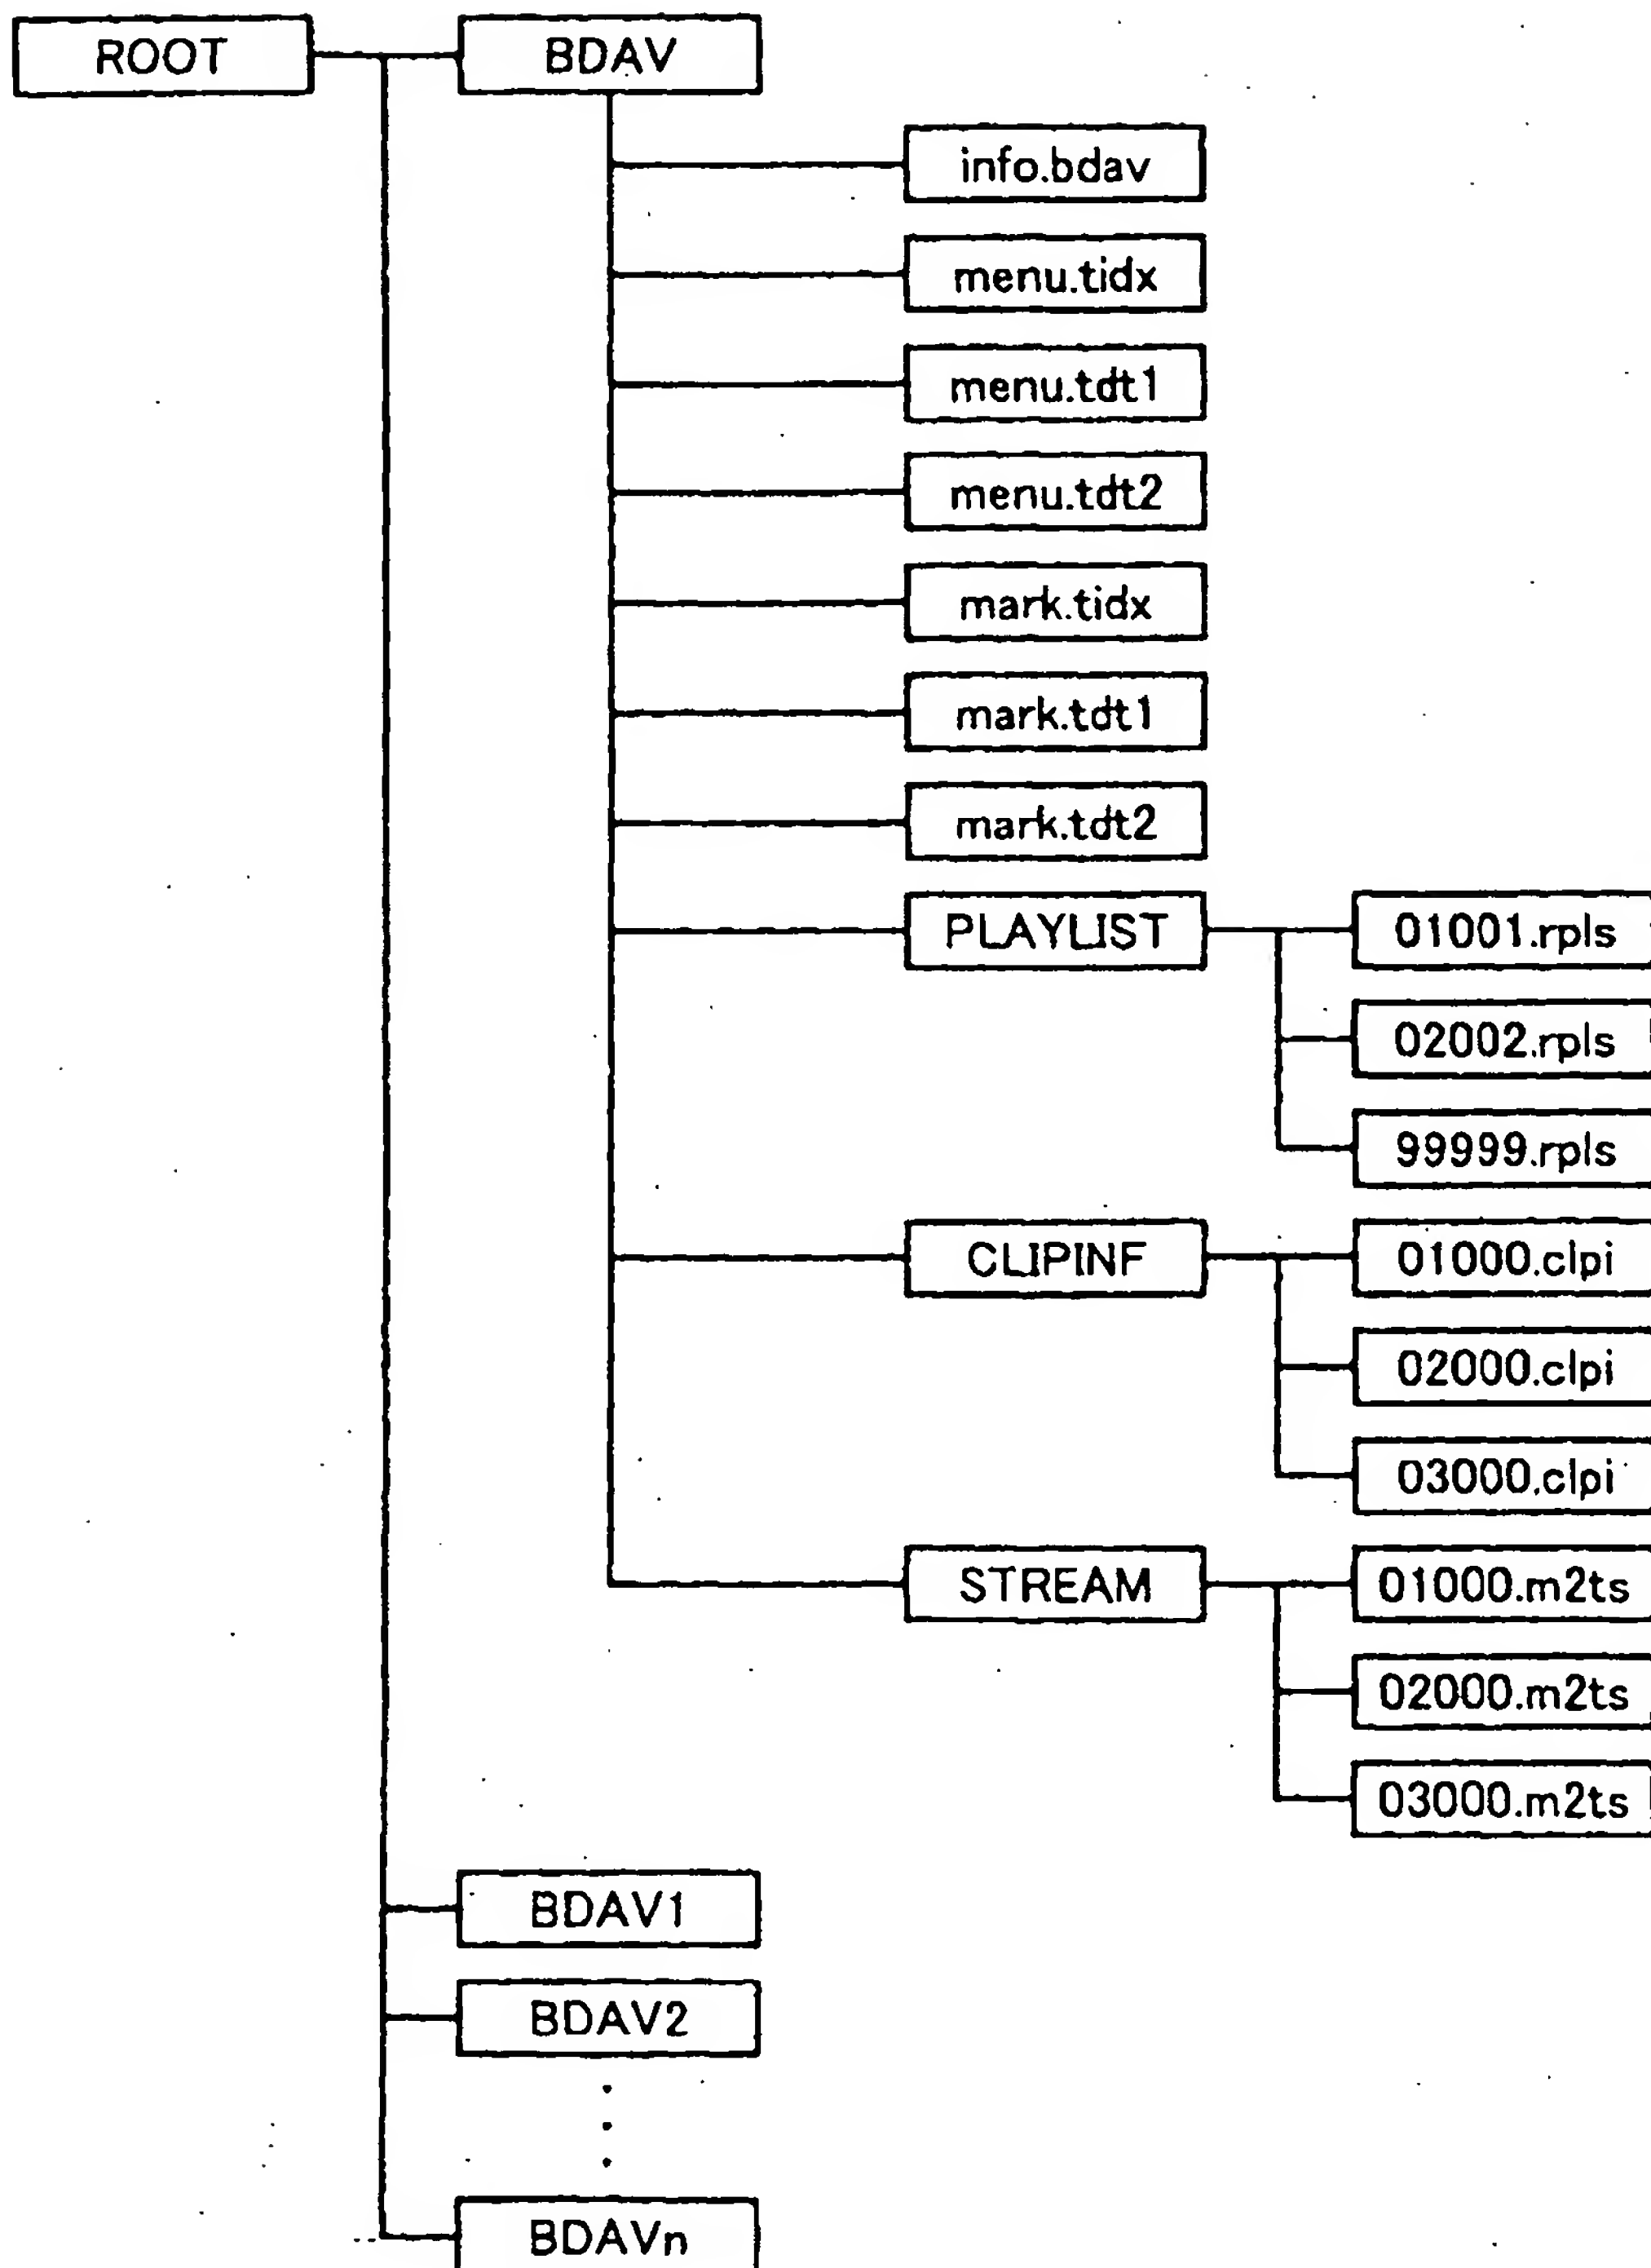 ROOT
BDAV
info.bdav
menu.tidx
menu.tdt1
menu.tdt2
mark.tidx
mark.tdt1
mark.tdt2
PLAYLIST
01001.rpls
02002.rpls
99999.rpls
CLIPINF
01000.clpi
02000.clpi
03000.clpi
STREAM
01000.m2ts
02000.m2ts
03000.m2ts
BDAV1
BDAV2
BDAVn